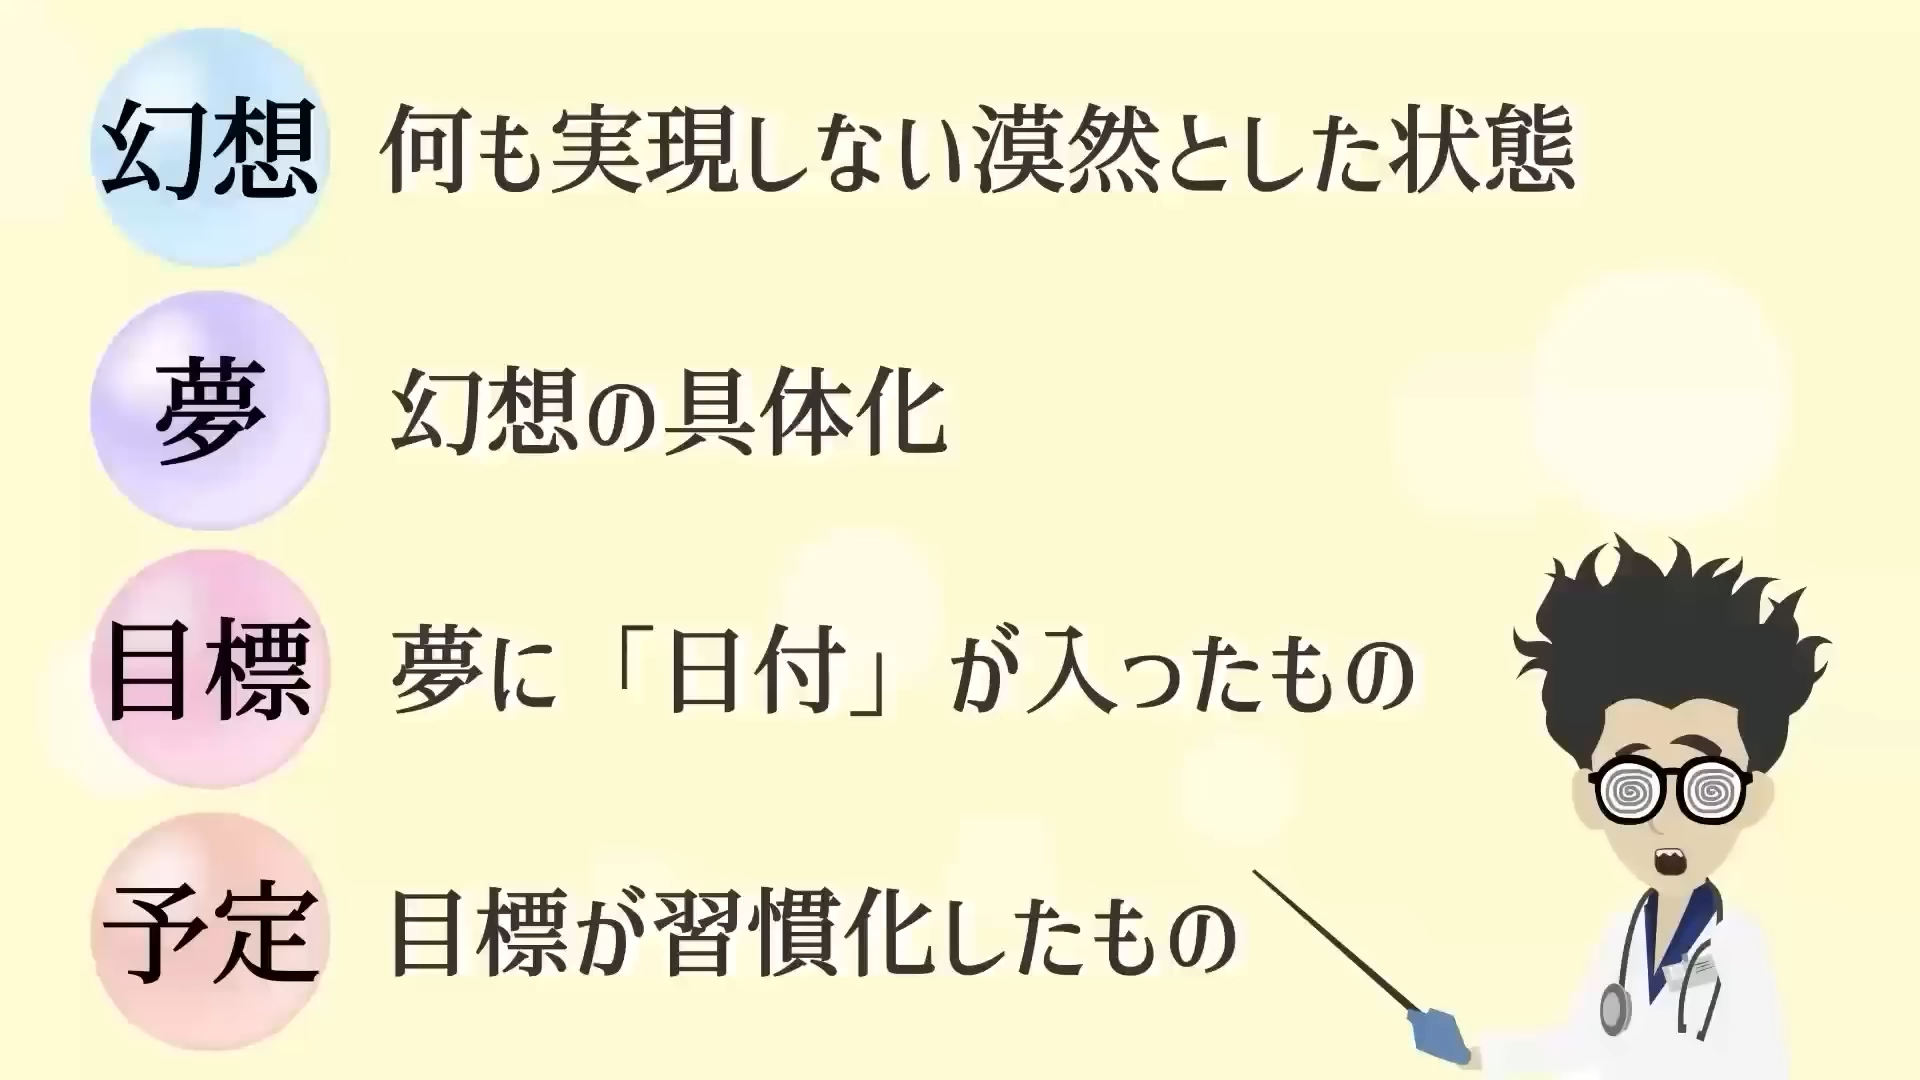 幻想 何も実現しない漠然とした状態
夢 幻想の具体化
目標 夢に「日付」が入ったもの
予定 目標が習慣化したもの